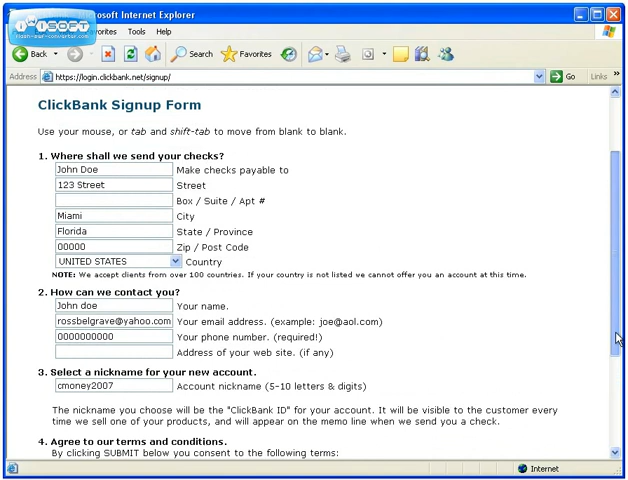 Microsoft Internet Explorer
iWiSOFT
flash-swf-converter.com
Tools Help
Back Search Favorites
Address https://login.clickbank.net/signup/ Go Links »
ClickBank Signup Form
Use your mouse, or tab and shift-tab to move from blank to blank.
1. Where shall we send your checks?
John Doe Make checks payable to
123 Street Street
Box / Suite / Apt #
Miami City
Florida State / Province
00000 Zip / Post Code
UNITED STATES Country
NOTE: We accept clients from over 100 countries. If your country is not listed we cannot offer you an account at this time.
2. How can we contact you?
John doe Your name.
rossbelgrave@yahoo.com Your email address. (example: joe@aol.com)
0000000000 Your phone number. (required!)
Address of your web site. (if any)
3. Select a nickname for your new account.
cmoney2007 Account nickname (5-10 letters & digits)
The nickname you choose will be the "ClickBank ID" for your account. It will be visible to the customer every
time we sell one of your products, and will appear on the memo line when we send you a check.
4. Agree to our terms and conditions.
By clicking SUBMIT below you consent to the following terms:
Internet